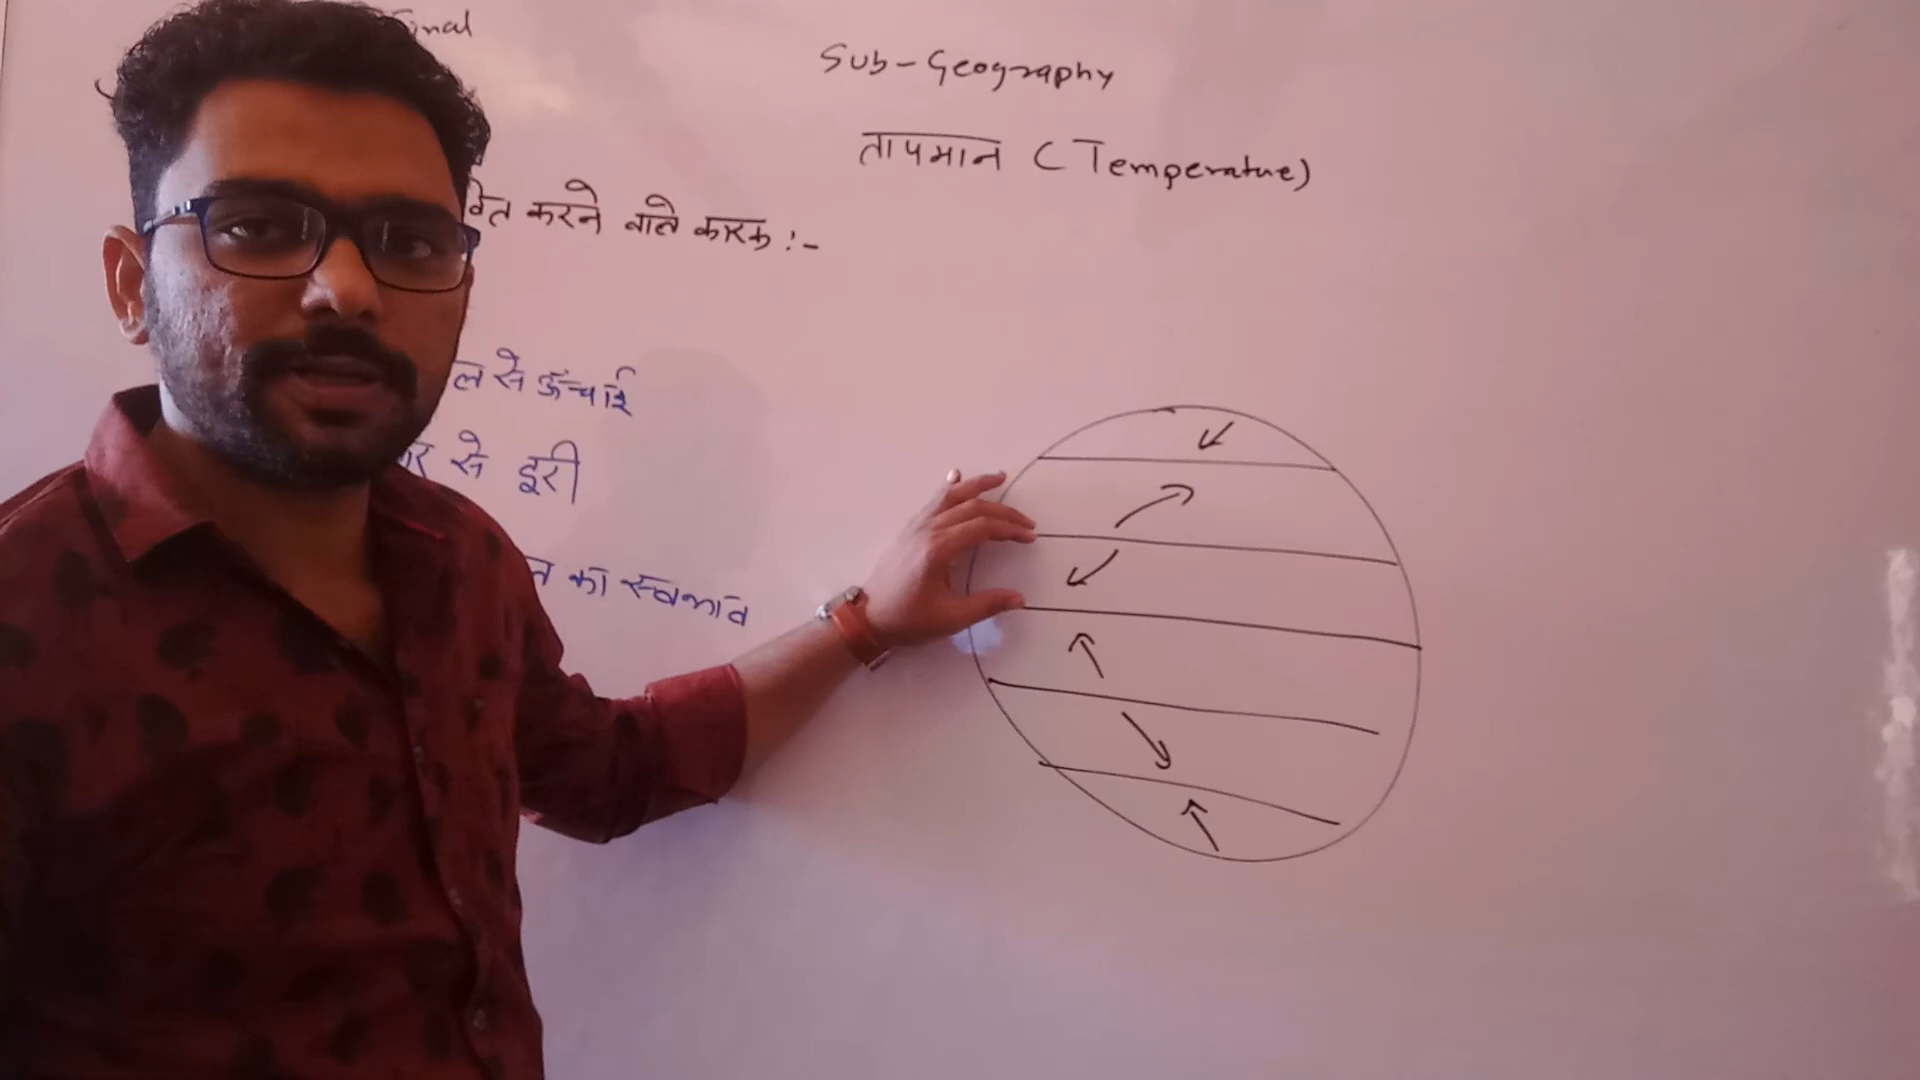 Sub-Geography
तापमान (Temperature)
करने वाले कारक :-
से ऊँचाई
से दूरी
का स्वभाव